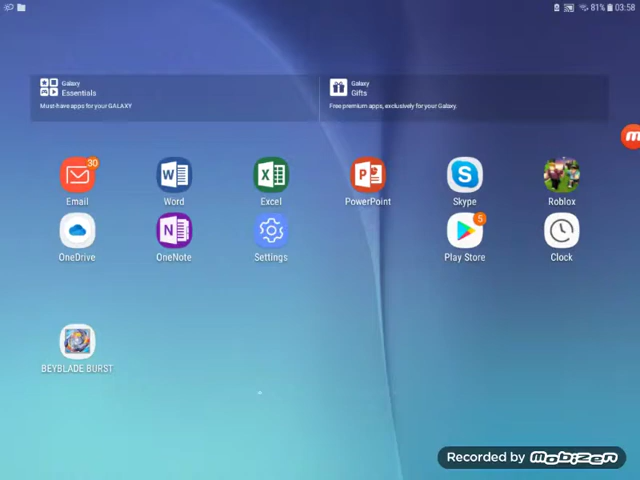 81% 03:58
Galaxy
Essentials
Must-have apps for your GALAXY
Galaxy
Gifts
Free premium apps, exclusively for your Galaxy.
30
Email
Word
Excel
PowerPoint
Skype
Roblox
5
OneDrive
OneNote
Settings
Play Store
Clock
BEYBLADE BURST
Recorded by mobizen